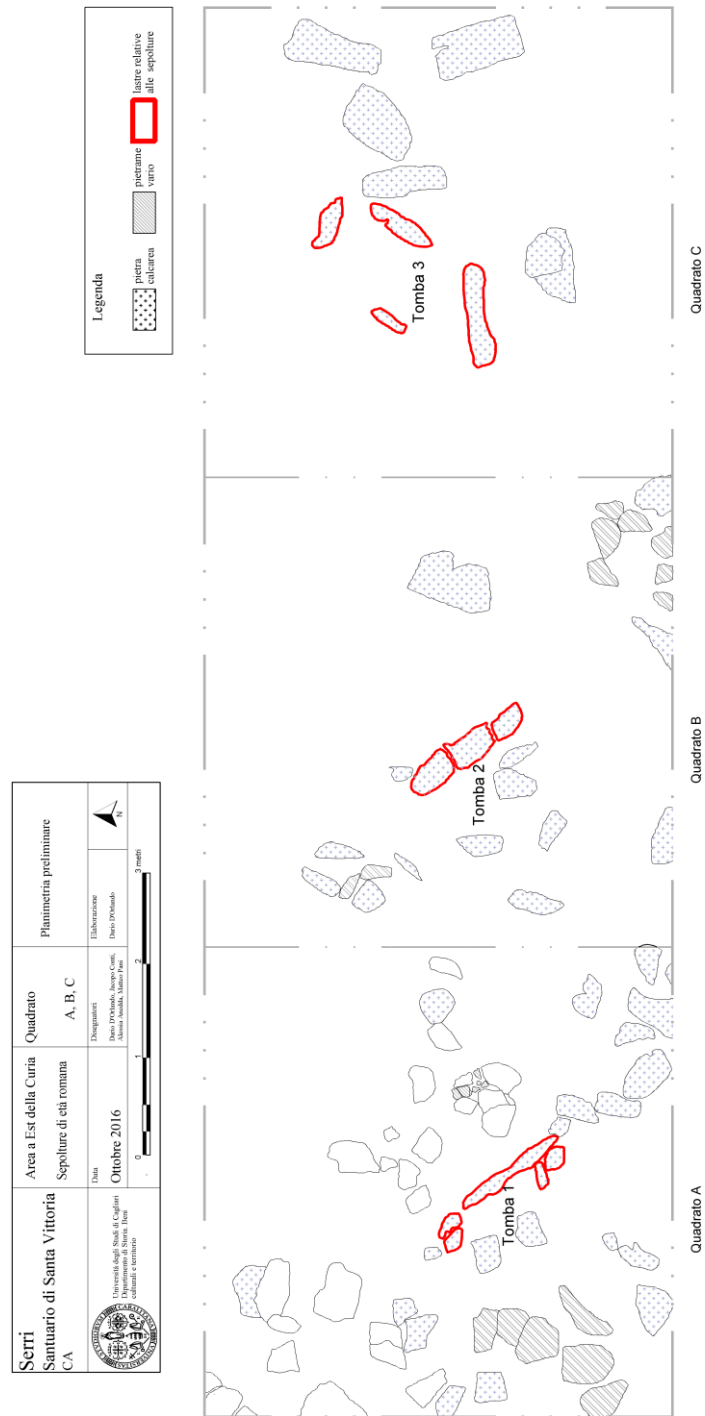 Serri
Santuario di Santa Vittoria
CA
Università degli Studi di Cagliari
Dipartimento di Storia, Beni
culturali e territorio
Area a Est della Curia
Sepolture di età romana
Quadrato
A, B, C
Planimetria preliminare
Data
Ottobre 2016
Disegnatori
Dario D'Orlando, Jacopo Conti,
Alessia
Elaborazione
Dario D'Orlando
N
0 1 2 3 metri
Legenda
pietra
calcarea
pietrame
vario
lastre relative
alle sepolture
Tomba 1
Tomba 2
Tomba 3
Quadrato A
Quadrato B
Quadrato C